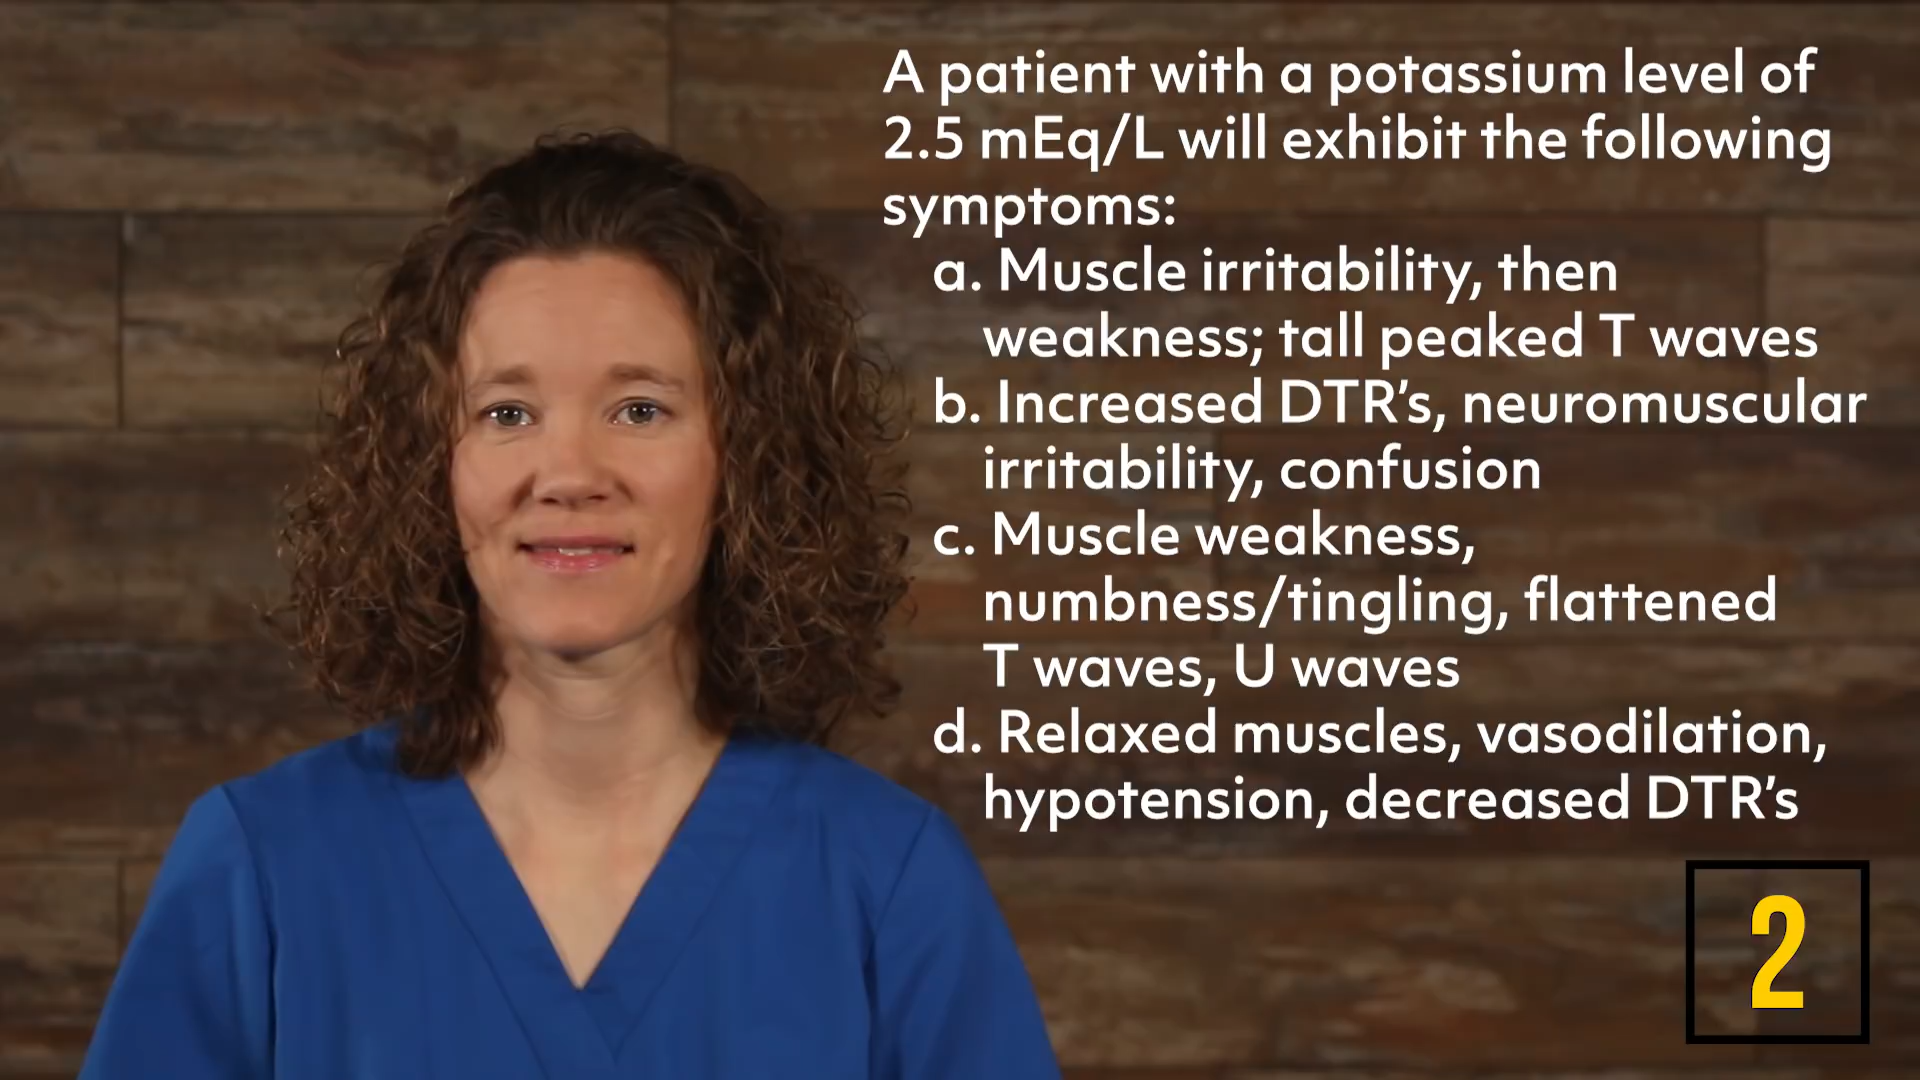 A patient with a potassium level of
2.5 mEq/L will exhibit the following
symptoms:
a. Muscle irritability, then
weakness; tall peaked T waves
b. Increased DTR’s, neuromuscular
irritability, confusion
c. Muscle weakness,
numbness/tingling, flattened
T waves, U waves
d. Relaxed muscles, vasodilation,
hypotension, decreased DTR’s
2